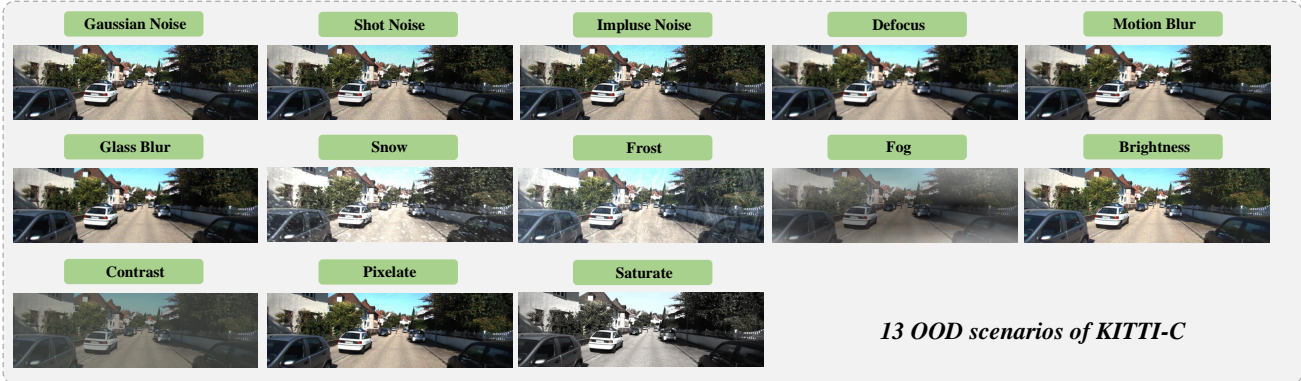 Gaussian Noise
Shot Noise
Impluse Noise
Defocus
Motion Blur
Glass Blur
Snow
Frost
Fog
Brightness
Contrast
Pixelate
Saturate
13 OOD scenarios of KITTI-C